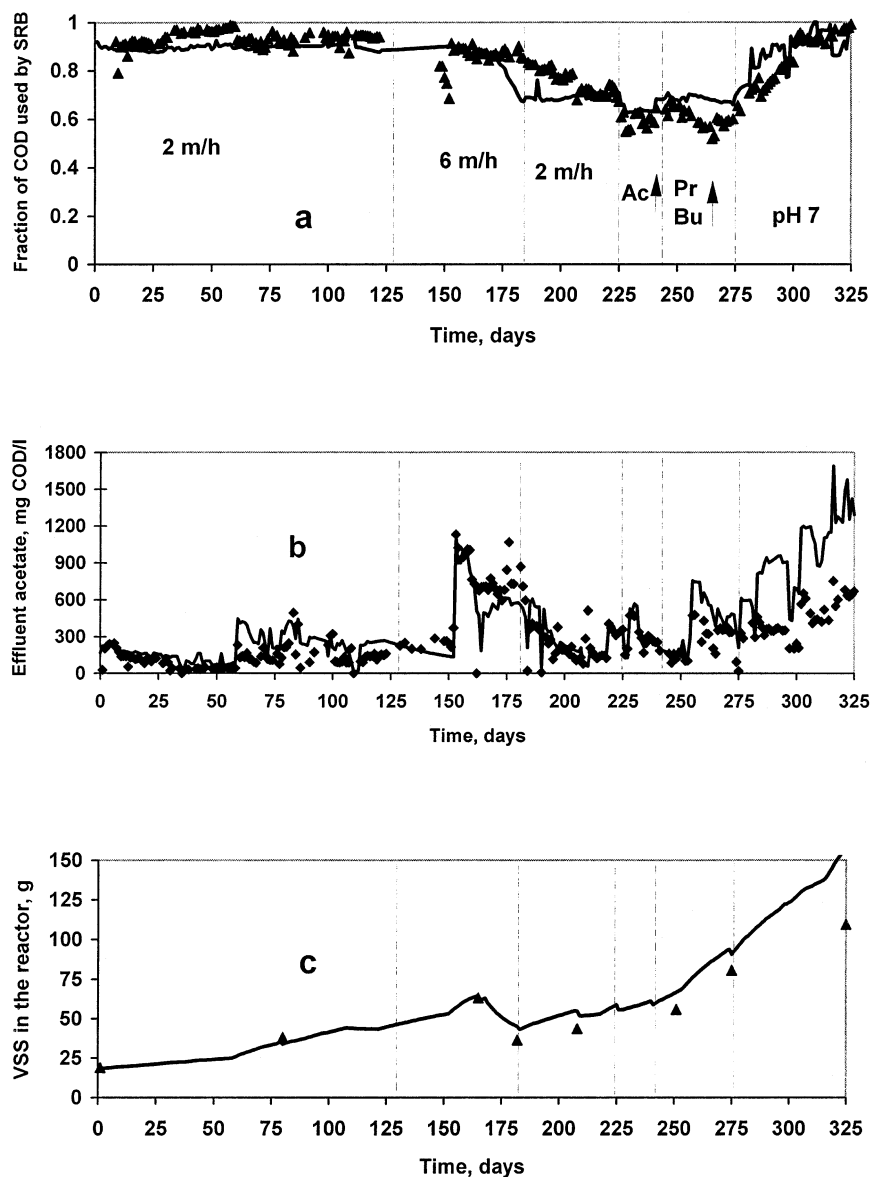 Fraction of COD used by SRB
1
0.8
0.6
0.4
0.2
0
2 m/h
6 m/h
2 m/h
Ac
Pr
Bu
pH 7
a
0 25 50 75 100 125 150 175 200 225 250 275 300 325
Time, days
Effluent acetate, mg COD/l
1800
1500
1200
900
600
300
0
b
0 25 50 75 100 125 150 175 200 225 250 275 300 325
Time, days
VSS in the reactor, g
150
125
100
75
50
25
0
c
0 25 50 75 100 125 150 175 200 225 250 275 300 325
Time, days